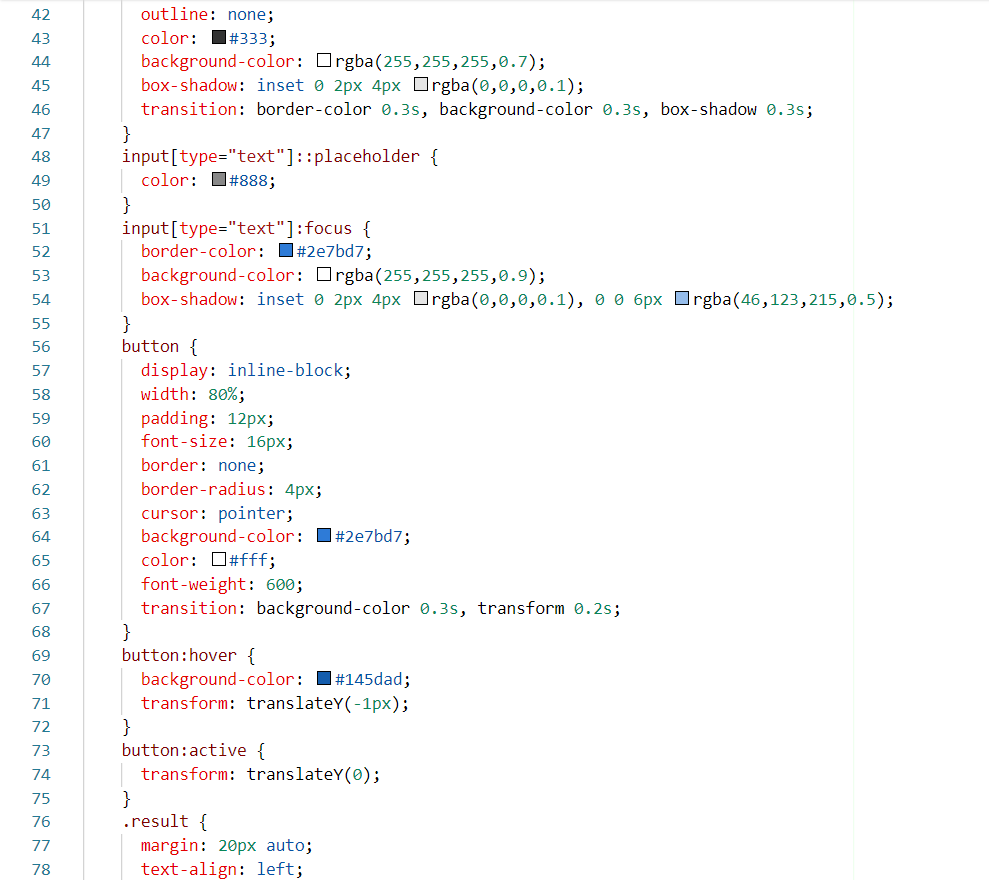 42 outline: none;
43 color: #333;
44 background-color: rgba(255,255,255,0.7);
45 box-shadow: inset 0 2px 4px rgba(0,0,0,0.1);
46 transition: border-color 0.3s, background-color 0.3s, box-shadow 0.3s;
47 }
48 input[type="text"]::placeholder {
49 color: #888;
50 }
51 input[type="text"]:focus {
52 border-color: #2e7bd7;
53 background-color: rgba(255,255,255,0.9);
54 box-shadow: inset 0 2px 4px rgba(0,0,0,0.1), 0 0 6px rgba(46,123,215,0.5);
55 }
56 button {
57 display: inline-block;
58 width: 80%;
59 padding: 12px;
60 font-size: 16px;
61 border: none;
62 border-radius: 4px;
63 cursor: pointer;
64 background-color: #2e7bd7;
65 color: #fff;
66 font-weight: 600;
67 transition: background-color 0.3s, transform 0.2s;
68 }
69 button:hover {
70 background-color: #145dad;
71 transform: translateY(-1px);
72 }
73 button:active {
74 transform: translateY(0);
75 }
76 .result {
77 margin: 20px auto;
78 text-align: left;